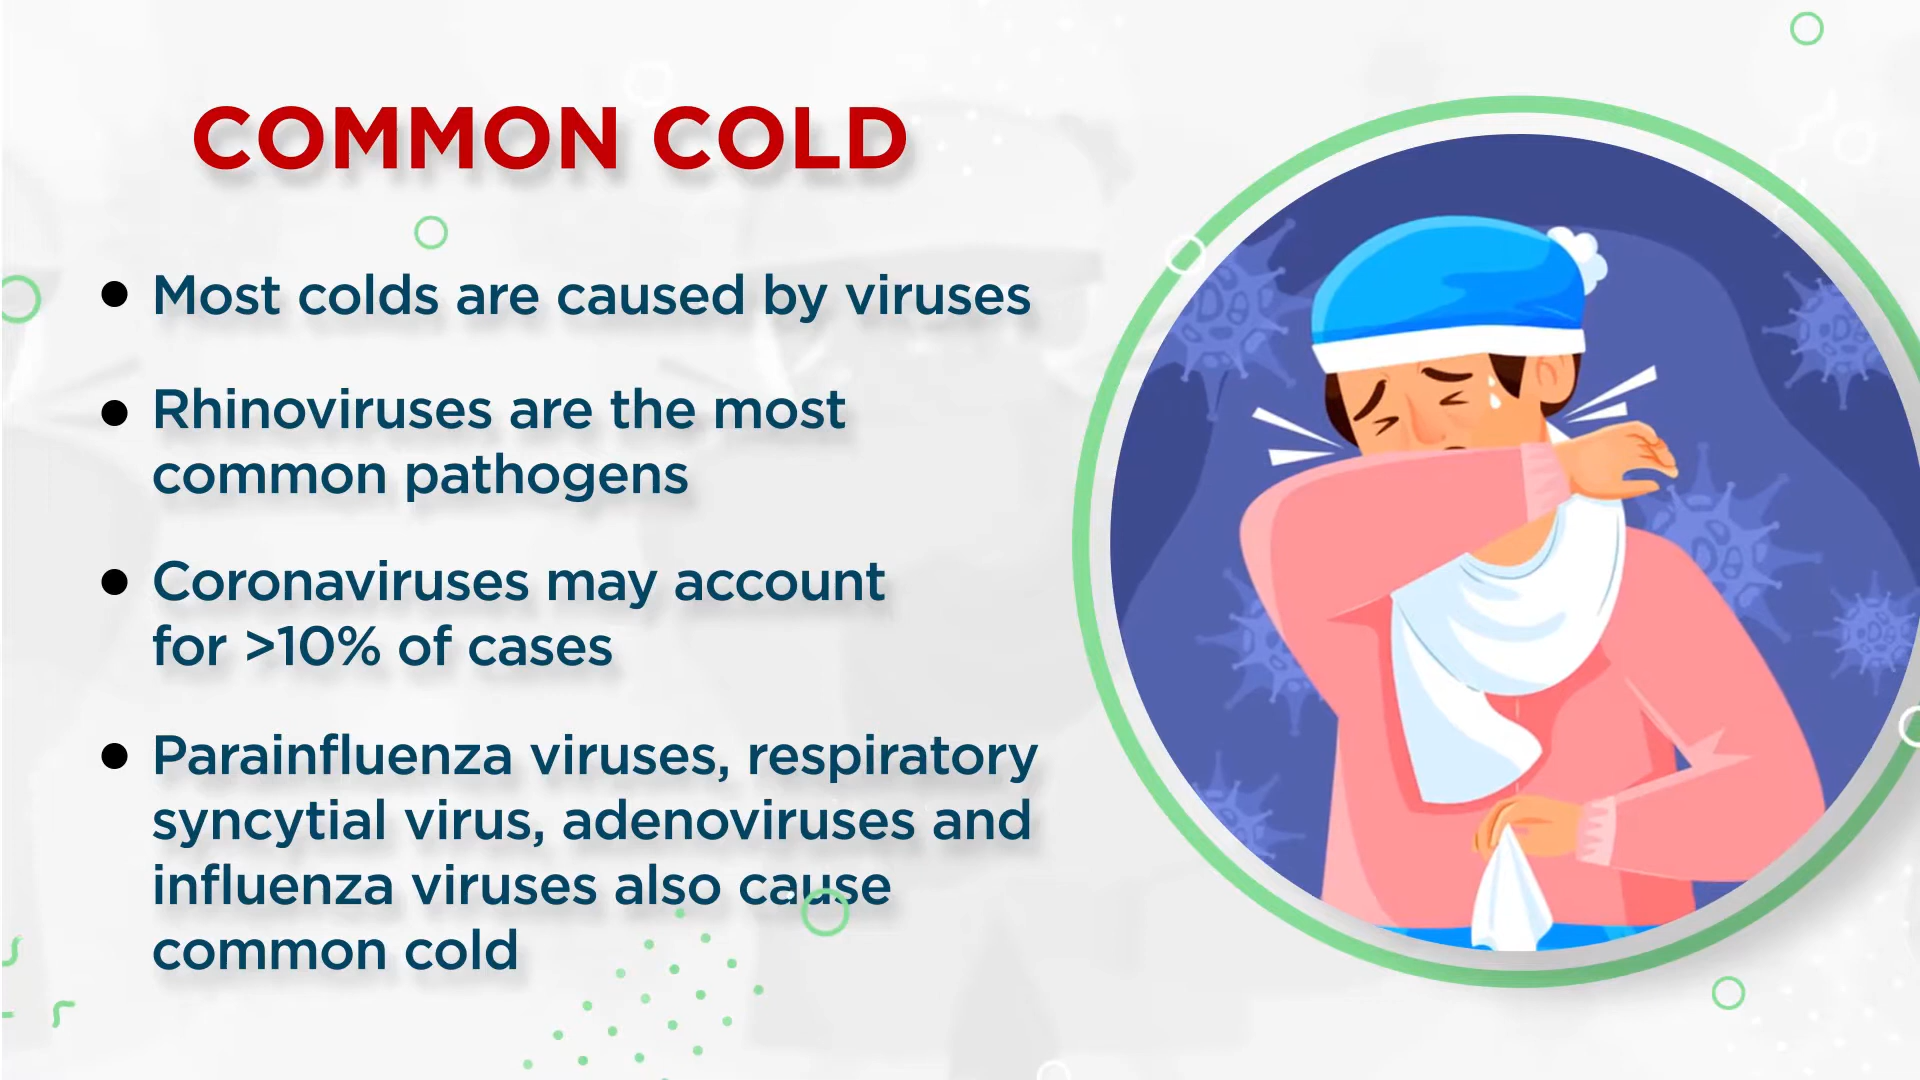 COMMON COLD
● Most colds are caused by viruses
● Rhinoviruses are the most
common pathogens
● Coronaviruses may account
for >10% of cases
● Parainfluenza viruses, respiratory
syncytial virus, adenoviruses and
influenza viruses also cause
common cold